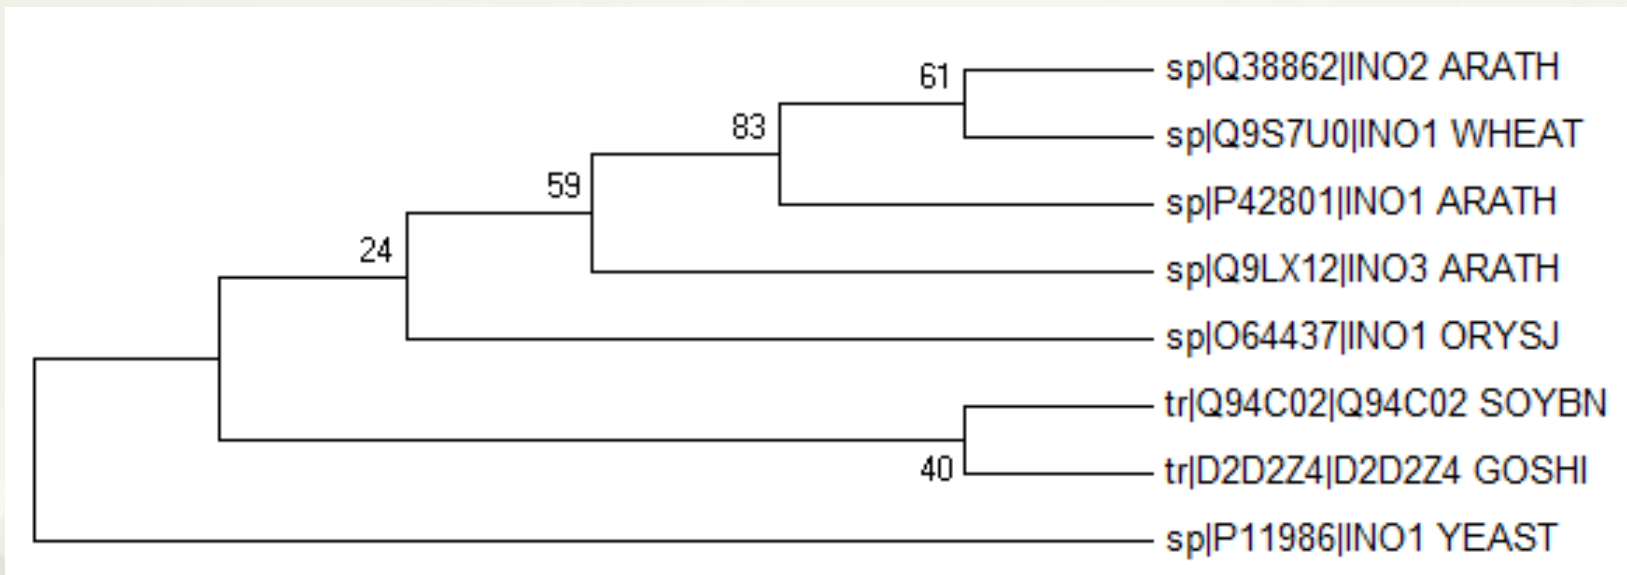 61
sp|Q38862|INO2 ARATH
sp|Q9S7U0|INO1 WHEAT
83
sp|P42801|INO1 ARATH
59
sp|Q9LX12|INO3 ARATH
24
sp|O64437|INO1 ORYSJ
tr|Q94C02|Q94C02 SOYBN
40
tr|D2D2Z4|D2D2Z4 GOSHI
sp|P11986|INO1 YEAST